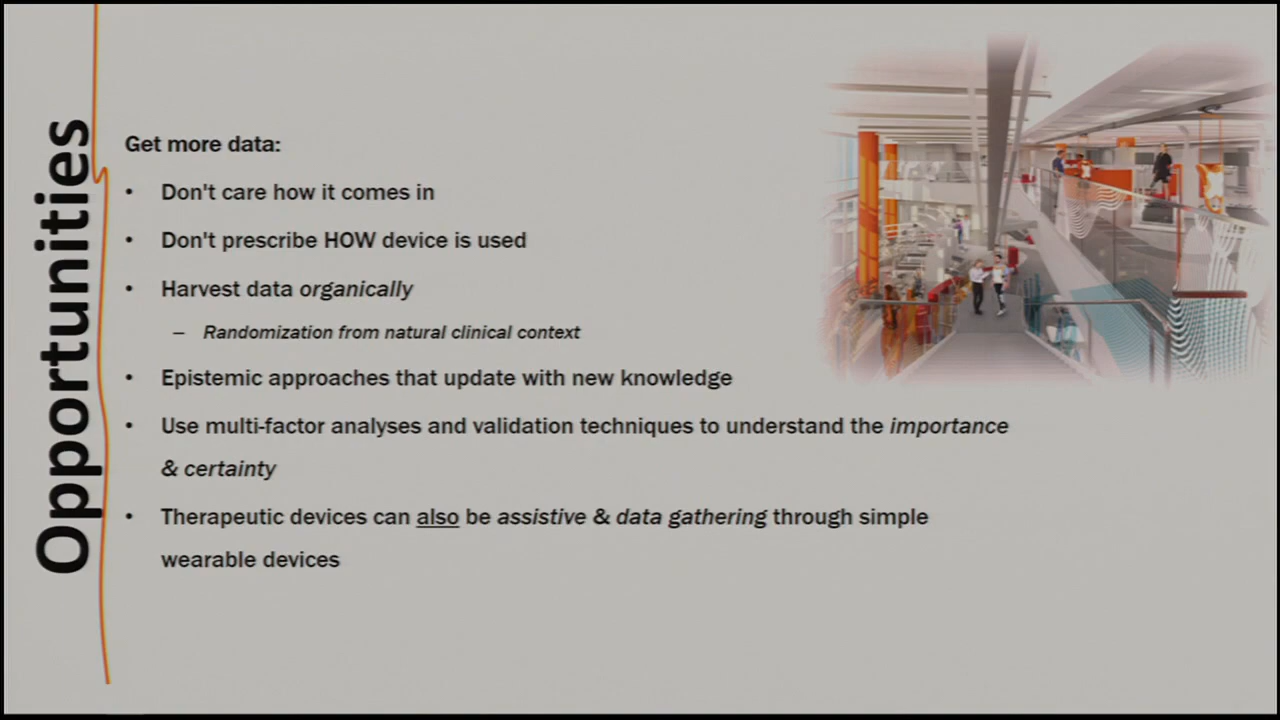 Opportunities
Get more data:
• Don't care how it comes in
• Don't prescribe HOW device is used
• Harvest data organically
– Randomization from natural clinical context
• Epistemic approaches that update with new knowledge
• Use multi-factor analyses and validation techniques to understand the importance
& certainty
• Therapeutic devices can also be assistive & data gathering through simple
wearable devices